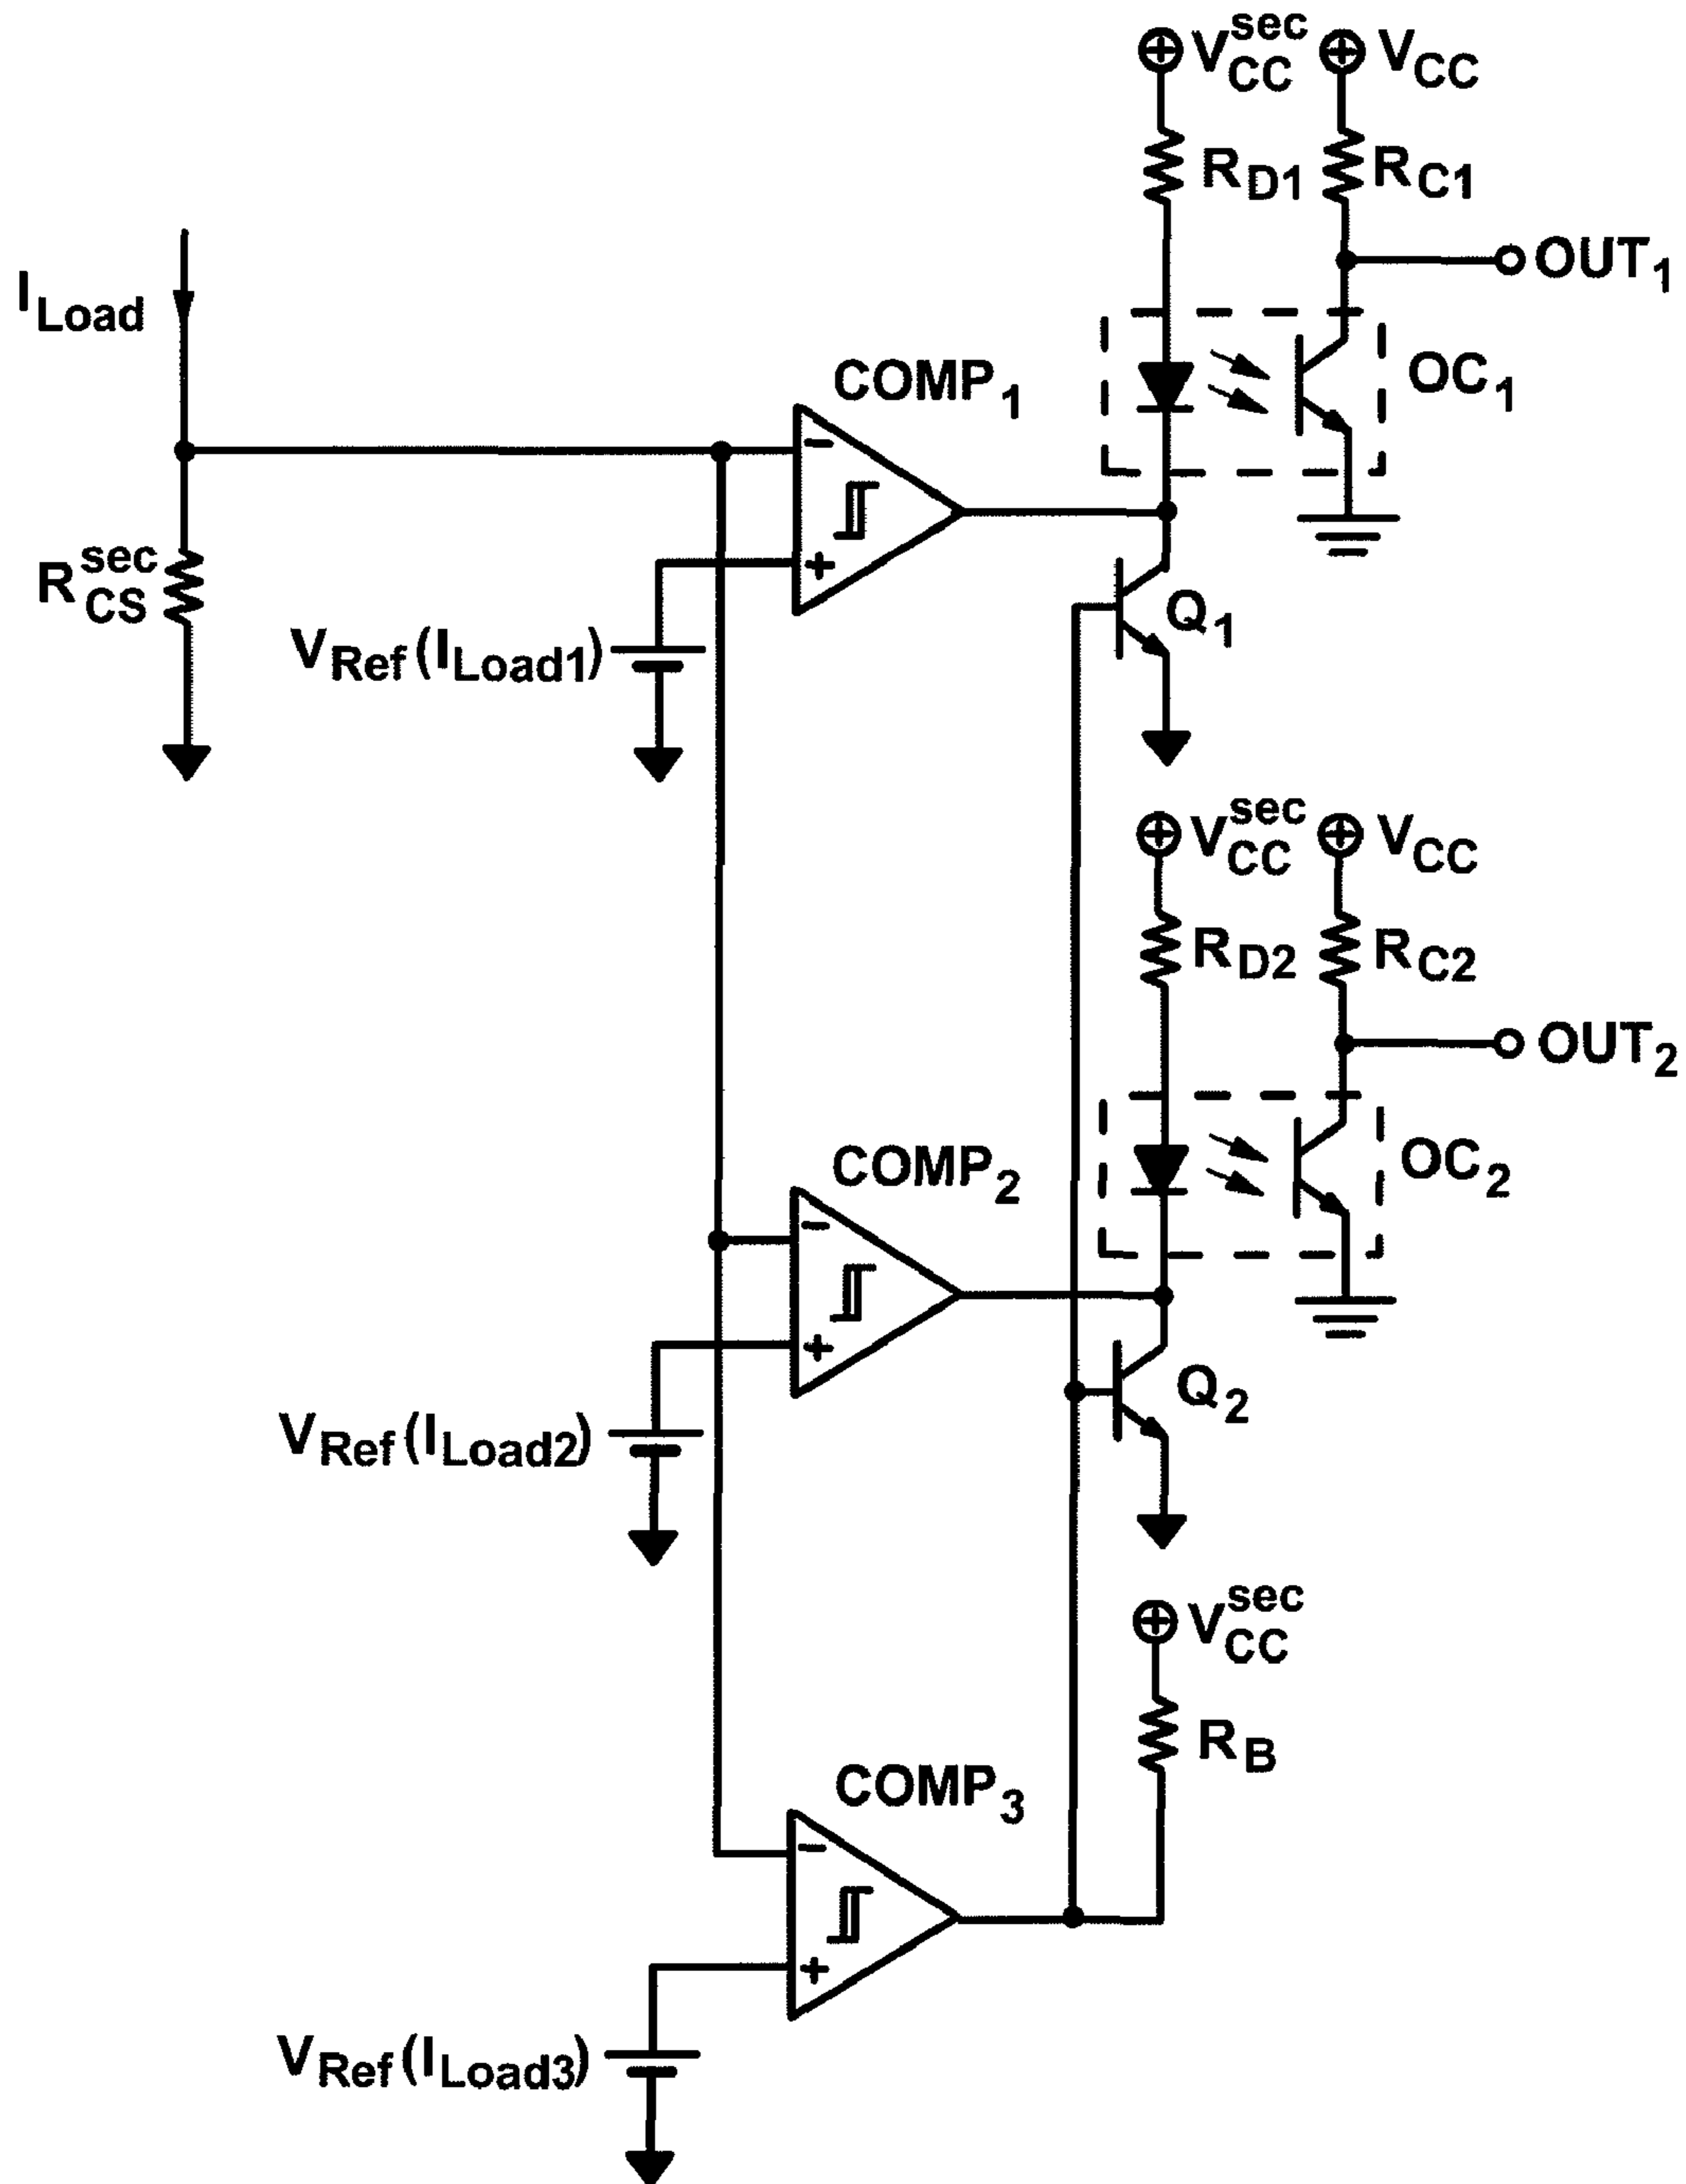 V_CC^sec
V_CC
R_D1
R_C1
OUT_1
I_Load
COMP_1
OC_1
−
+
R_CS^sec
V_Ref(I_Load1)
Q_1
V_CC^sec
V_CC
R_D2
R_C2
OUT_2
COMP_2
OC_2
−
+
Q_2
V_Ref(I_Load2)
V_CC^sec
R_B
COMP_3
−
+
V_Ref(I_Load3)